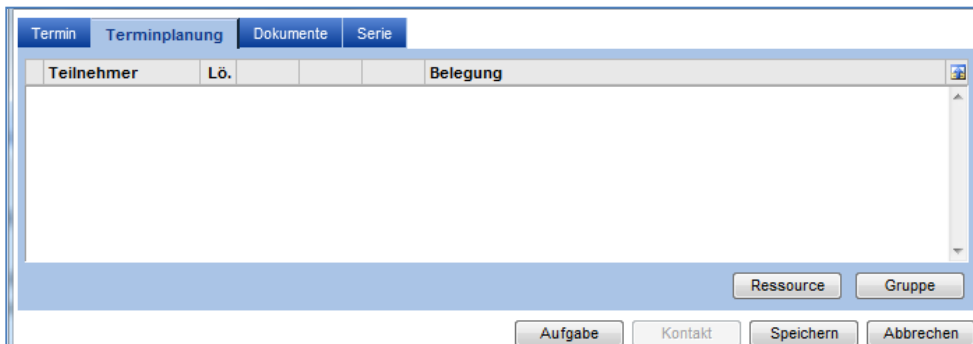 Termin Terminplanung Dokumente Serie
Teilnehmer Lö. Belegung
Ressource Gruppe
Aufgabe Kontakt Speichern Abbrechen